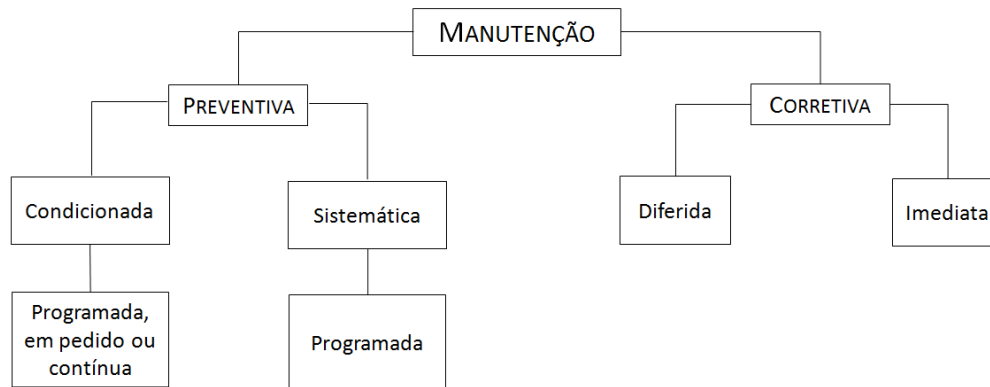 MANUTENÇÃO
PREVENTIVA
CORRETIVA
Condicionada
Sistemática
Diferida
Imediata
Programada,
em pedido ou
contínua
Programada